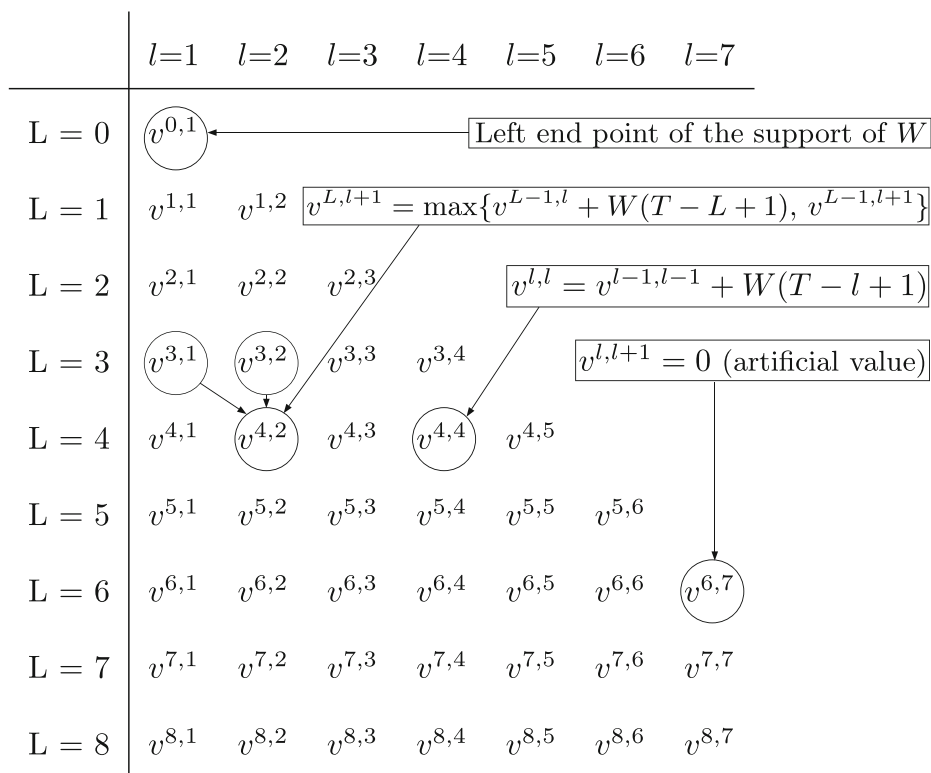 l=1 l=2 l=3 l=4 l=5 l=6 l=7
L = 0 v^{0,1} Left end point of the support of W
L = 1 v^{1,1} v^{1,2} v^{L,l+1} = max{v^{L−1,l} + W(T − L + 1), v^{L−1,l+1}}
L = 2 v^{2,1} v^{2,2} v^{2,3} v^{l,l} = v^{l−1,l−1} + W(T − l + 1)
L = 3 v^{3,1} v^{3,2} v^{3,3} v^{3,4} v^{l,l+1} = 0 (artificial value)
L = 4 v^{4,1} v^{4,2} v^{4,3} v^{4,4} v^{4,5}
L = 5 v^{5,1} v^{5,2} v^{5,3} v^{5,4} v^{5,5} v^{5,6}
L = 6 v^{6,1} v^{6,2} v^{6,3} v^{6,4} v^{6,5} v^{6,6} v^{6,7}
L = 7 v^{7,1} v^{7,2} v^{7,3} v^{7,4} v^{7,5} v^{7,6} v^{7,7}
L = 8 v^{8,1} v^{8,2} v^{8,3} v^{8,4} v^{8,5} v^{8,6} v^{8,7}